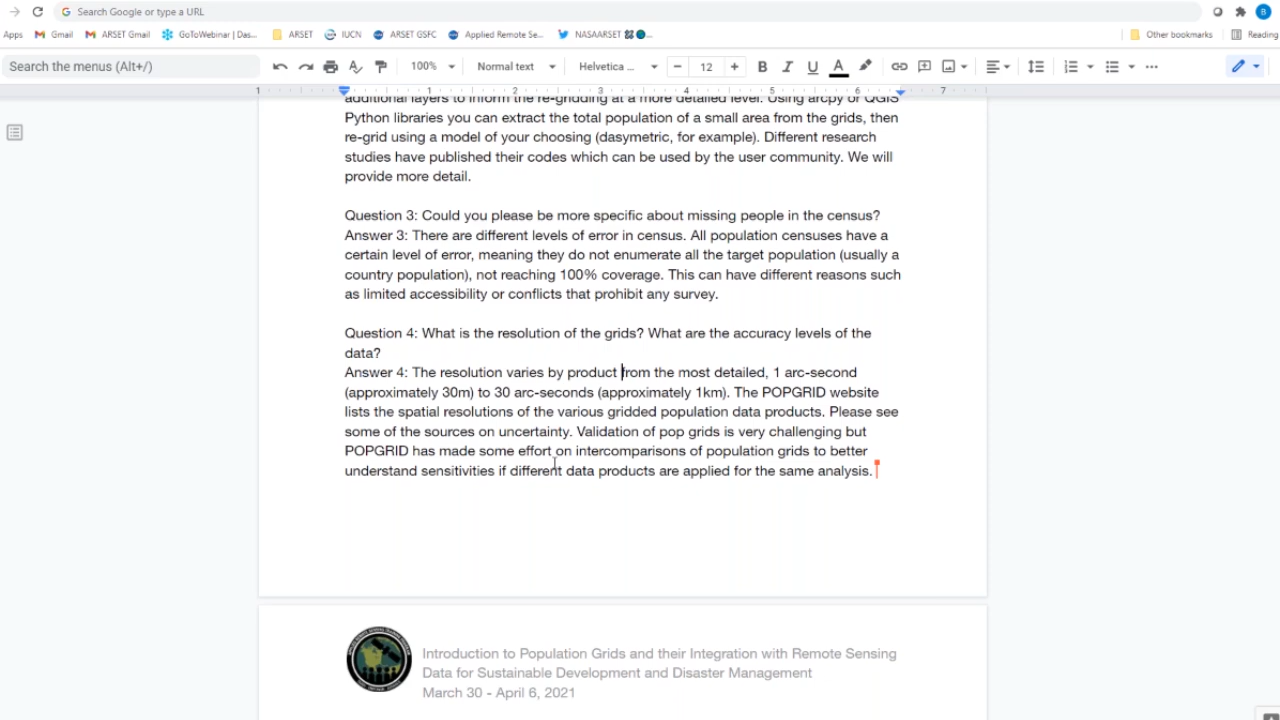 Search Google or type a URL
B
Apps Gmail ARSET Gmail GoToWebinar | Das... ARSET IUCN ARSET GSFC Applied Remote Se... NASAARSET Other bookmarks Reading
Search the menus (Alt+/) 100% Normal text Helvetica ... 12 B I U A
1 1 2 3 4 5 6 7
additional layers to inform the re-gridding at a more detailed level. Using arcpy or QGIS
Python libraries you can extract the total population of a small area from the grids, then
re-grid using a model of your choosing (dasymetric, for example). Different research
studies have published their codes which can be used by the user community. We will
provide more detail.
Question 3: Could you please be more specific about missing people in the census?
Answer 3: There are different levels of error in census. All population censuses have a
certain level of error, meaning they do not enumerate all the target population (usually a
country population), not reaching 100% coverage. This can have different reasons such
as limited accessibility or conflicts that prohibit any survey.
Question 4: What is the resolution of the grids? What are the accuracy levels of the
data?
Answer 4: The resolution varies by product from the most detailed, 1 arc-second
(approximately 30m) to 30 arc-seconds (approximately 1km). The POPGRID website
lists the spatial resolutions of the various gridded population data products. Please see
some of the sources on uncertainty. Validation of pop grids is very challenging but
POPGRID has made some effort on intercomparisons of population grids to better
understand sensitivities if different data products are applied for the same analysis.
Introduction to Population Grids and their Integration with Remote Sensing
Data for Sustainable Development and Disaster Management
March 30 - April 6, 2021